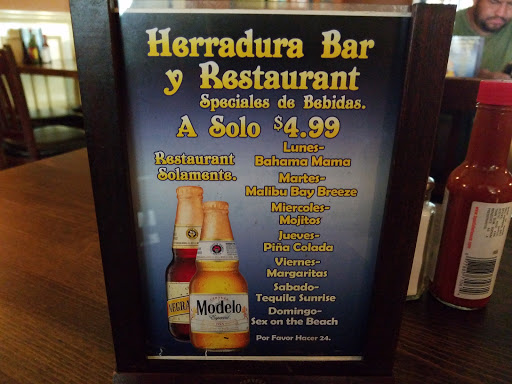 Herradura Bar
y Restaurant
Speciales de Bebidas.
A Solo $4.99
Restaurant
Solamente.
Lunes-
Bahama Mama
Martes-
Malibu Bay Breeze
Miercoles-
Mojitos
Jueves-
Piña Colada
Viernes-
Margaritas
Sabado-
Tequila Sunrise
Domingo-
Sex on the Beach
Por Favor Hacer 24.
NEGRA
Modelo
Especial